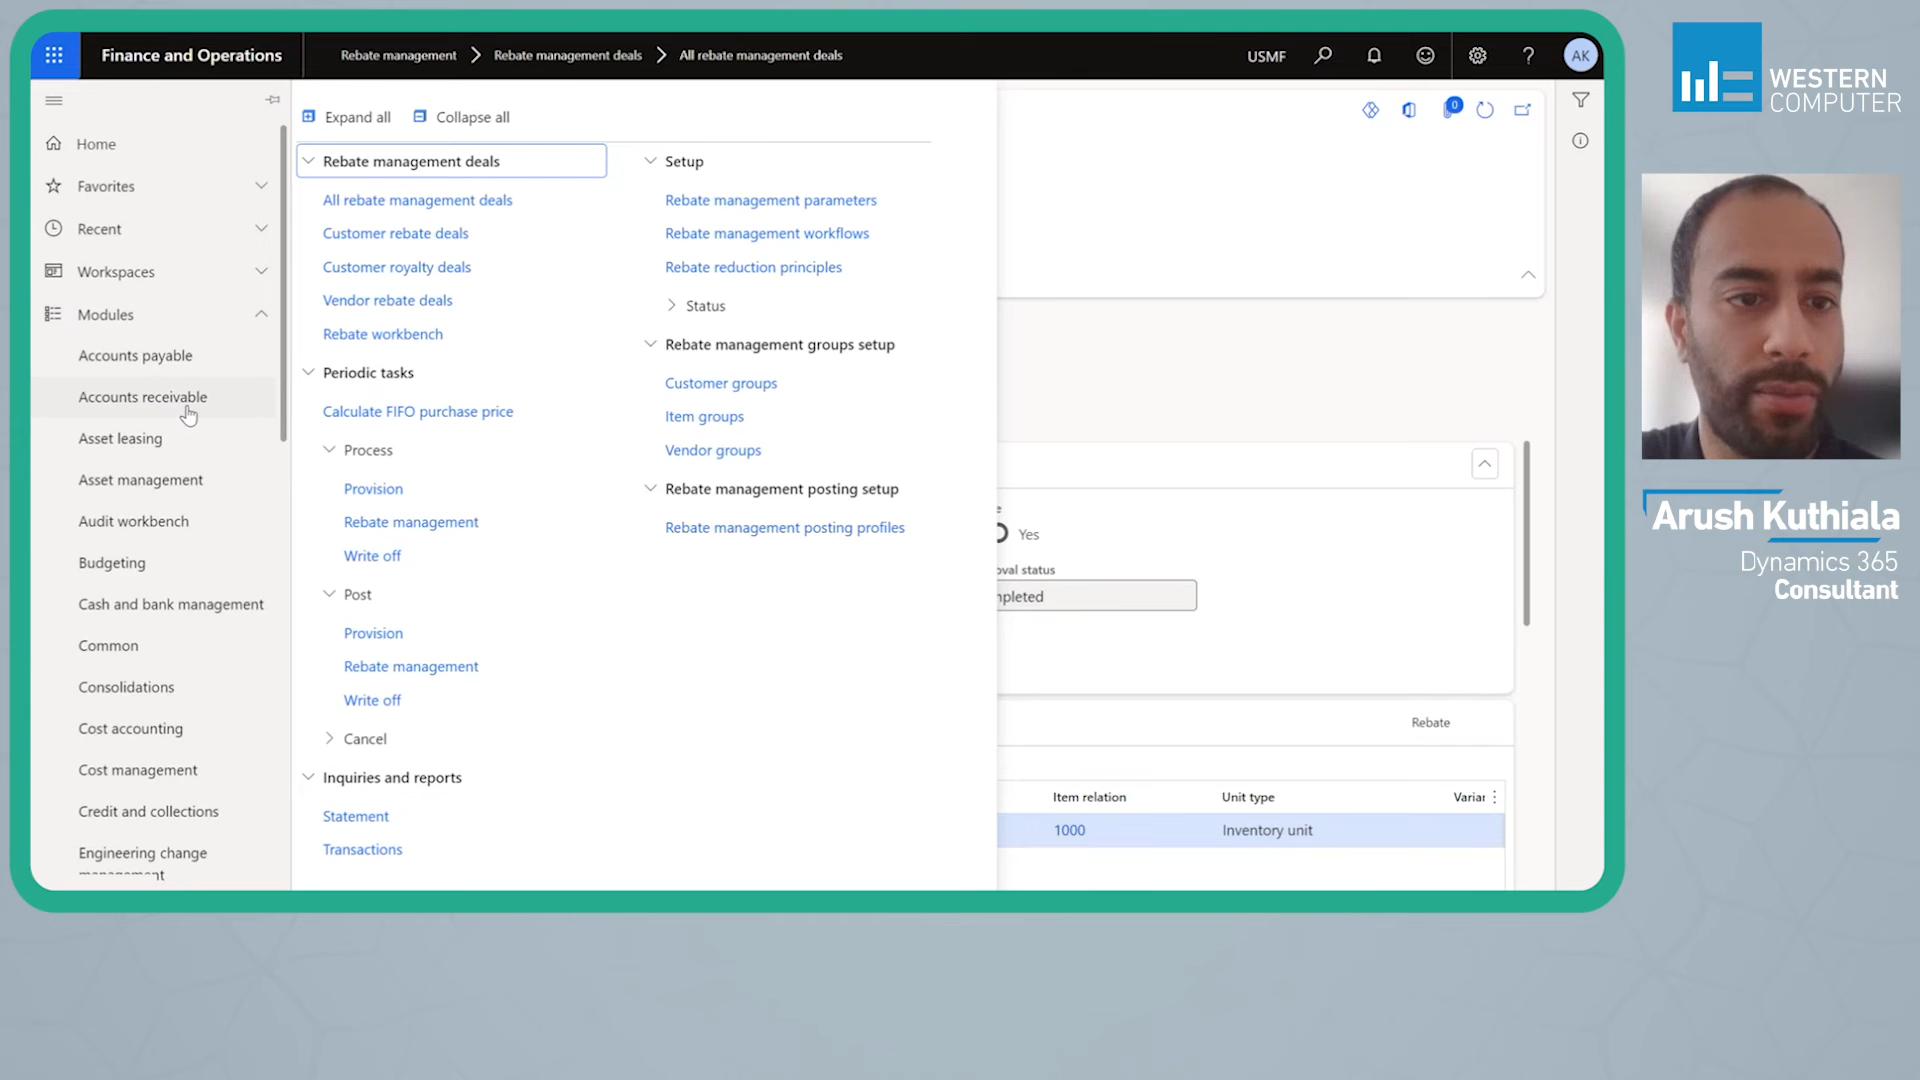 Finance and Operations
Rebate management
Rebate management deals
All rebate management deals
USMF
AK
WESTERN
COMPUTER
Home
Favorites
Recent
Workspaces
Modules
Accounts payable
Accounts receivable
Asset leasing
Asset management
Audit workbench
Budgeting
Cash and bank management
Common
Consolidations
Cost accounting
Cost management
Credit and collections
Engineering change
management
Expand all
Collapse all
Rebate management deals
All rebate management deals
Customer rebate deals
Customer royalty deals
Vendor rebate deals
Rebate workbench
Periodic tasks
Calculate FIFO purchase price
Process
Provision
Rebate management
Write off
Post
Provision
Rebate management
Write off
Cancel
Inquiries and reports
Statement
Transactions
Setup
Rebate management parameters
Rebate management workflows
Rebate reduction principles
Status
Rebate management groups setup
Customer groups
Item groups
Vendor groups
Rebate management posting setup
Rebate management posting profiles
0
e
Yes
oval status
mpleted
Rebate
Item relation
Unit type
Variar
1000
Inventory unit
Arush Kuthiala
Dynamics 365
Consultant